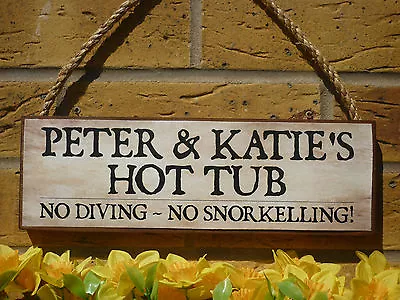 PETER & KATIE'S
HOT TUB
NO DIVING ~ NO SNORKELLING!